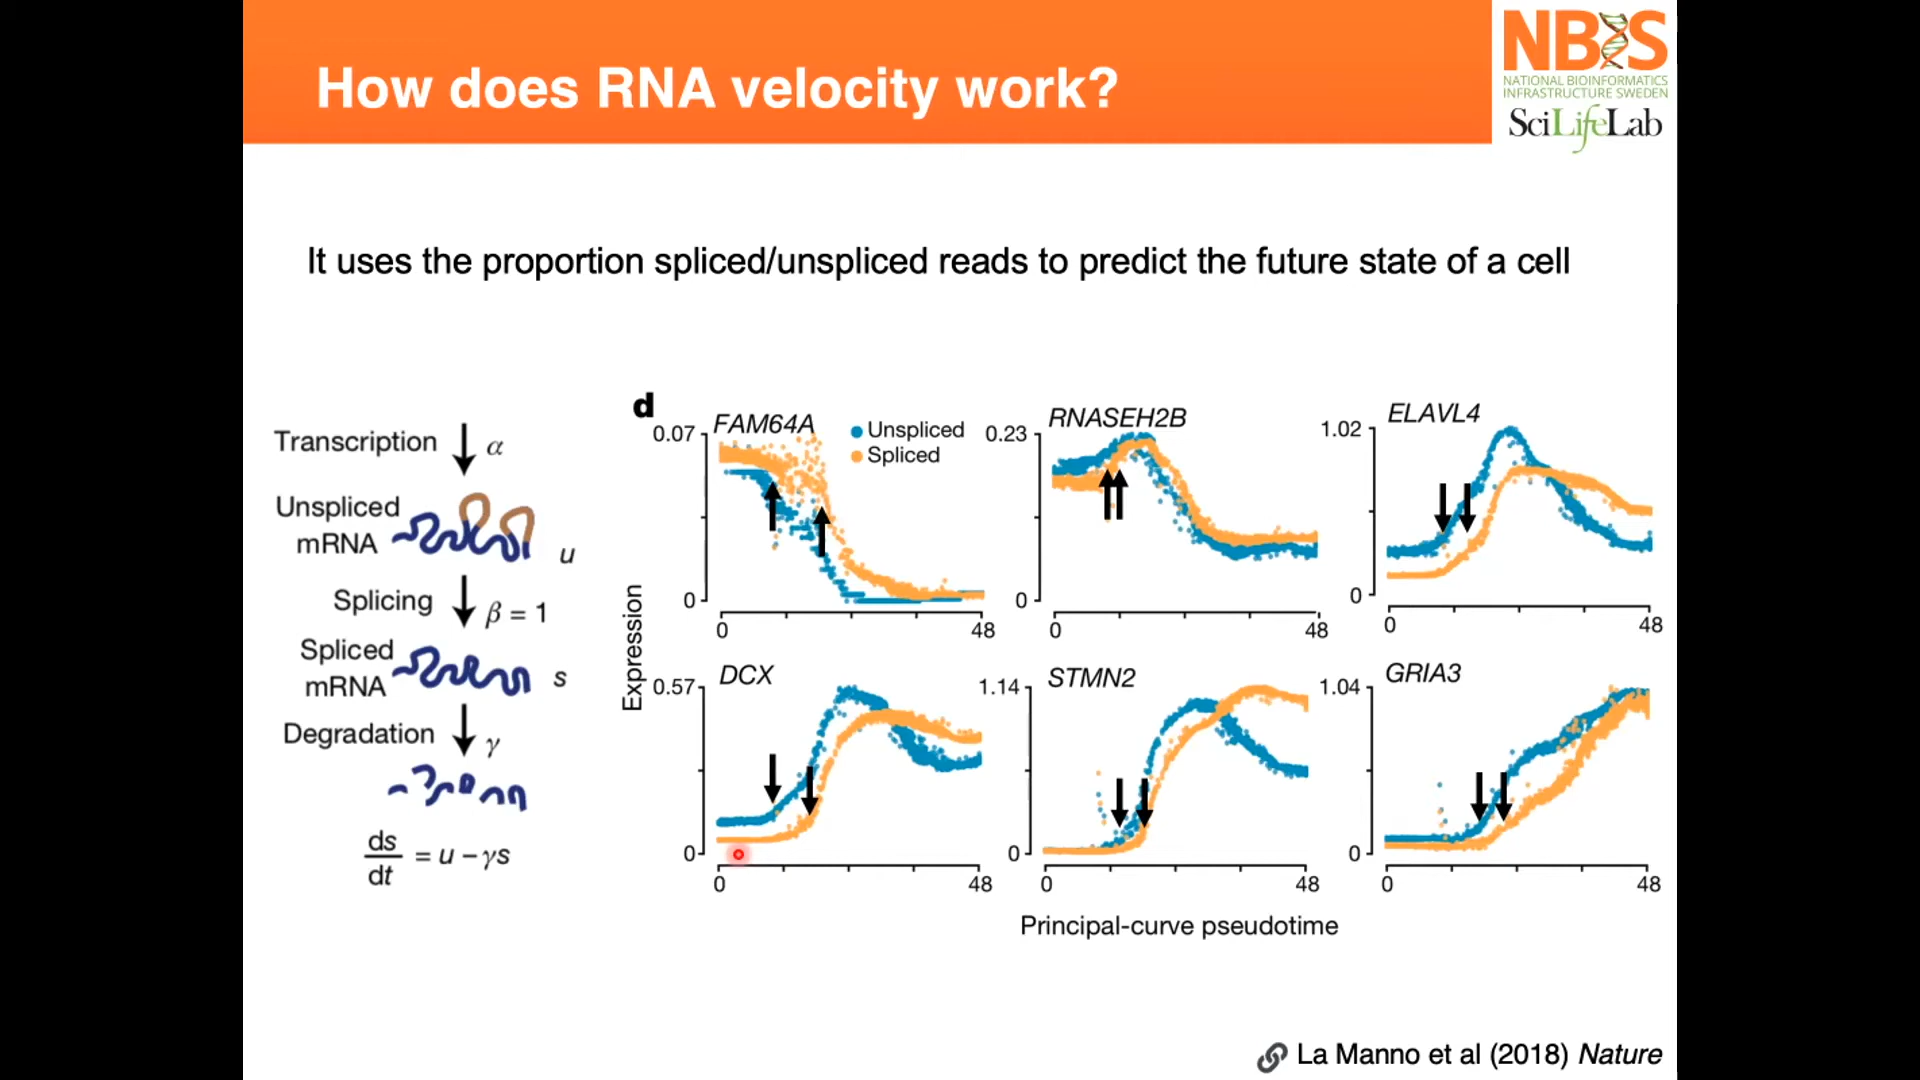 How does RNA velocity work?
NBIS
NATIONAL BIOINFORMATICS
INFRASTRUCTURE SWEDEN
SciLifeLab
It uses the proportion spliced/unspliced reads to predict the future state of a cell
Transcription α
Unspliced
mRNA
u
Splicing
β = 1
Spliced
mRNA
s
Degradation
γ
ds
dt
= u – γs
d
Expression
FAM64A
Unspliced
Spliced
0.07
0
0
48
RNASEH2B
0.23
0
0
48
ELAVL4
1.02
0
0
48
DCX
0.57
0
0
48
STMN2
1.14
0
0
48
GRIA3
1.04
0
0
48
Principal-curve pseudotime
La Manno et al (2018) Nature